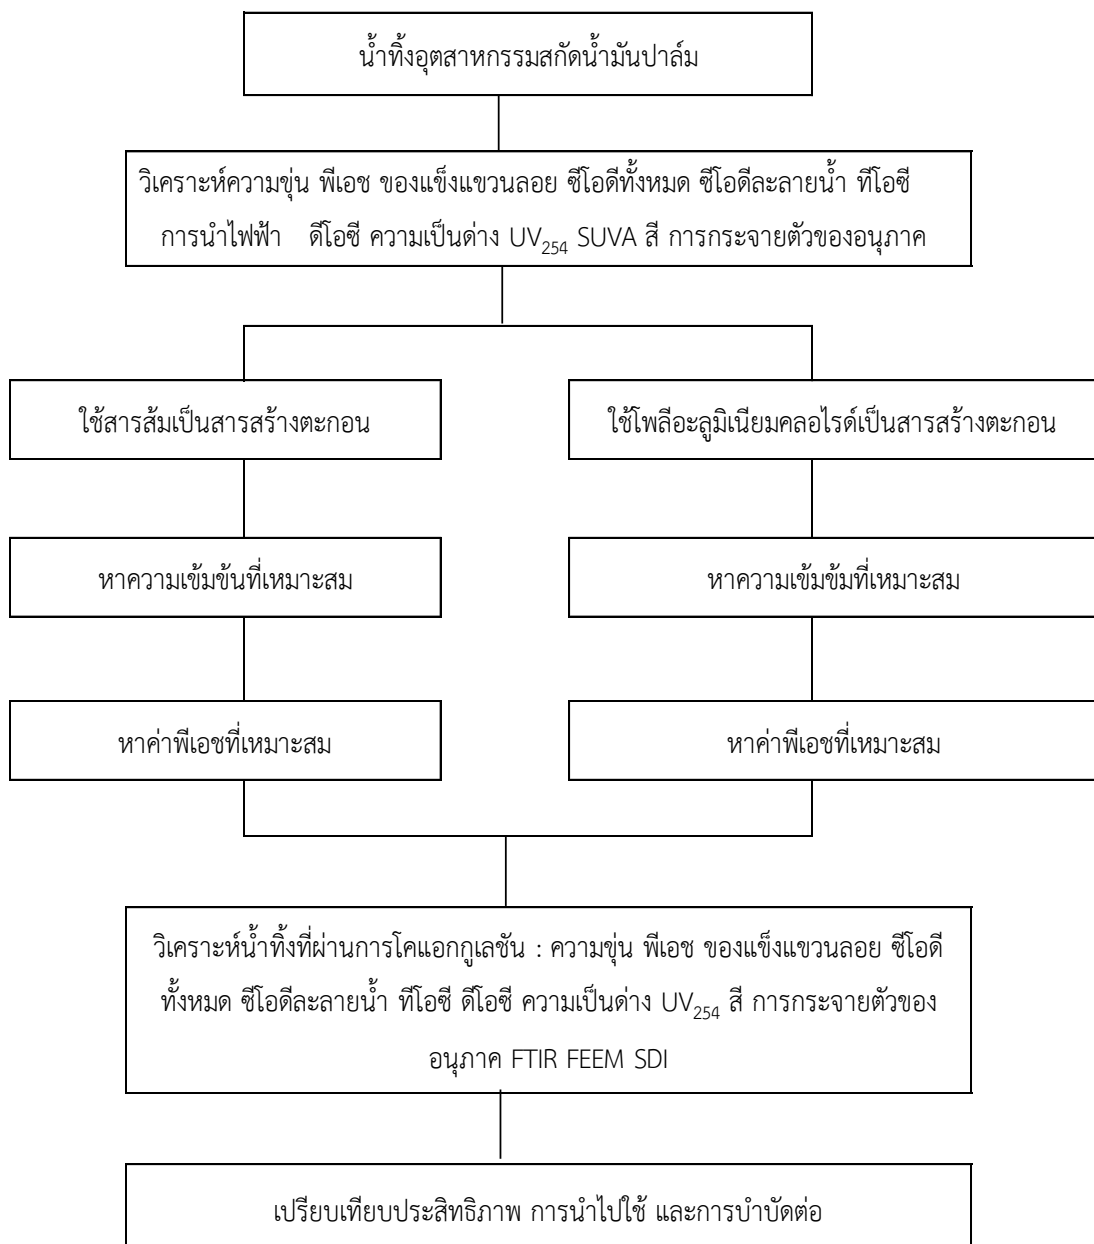 น้ำทิ้งอุตสาหกรรมสกัดน้ำมันปาล์ม
วิเคราะห์ความขุ่น พีเอช ของแข็งแขวนลอย ซีโอดีทั้งหมด ซีโอดีละลายน้ำ ทีโอซี
การนำไฟฟ้า ดีโอซี ความเป็นด่าง UV₂₅₄ SUVA สี การกระจายตัวของอนุภาค
ใช้สารส้มเป็นสารสร้างตะกอน
ใช้โพลีอะลูมิเนียมคลอไรด์เป็นสารสร้างตะกอน
หาความเข้มข้นที่เหมาะสม
หาความเข้มข้มที่เหมาะสม
หาค่าพีเอชที่เหมาะสม
หาค่าพีเอชที่เหมาะสม
วิเคราะห์น้ำทิ้งที่ผ่านการโคแอกกูเลชัน : ความขุ่น พีเอช ของแข็งแขวนลอย ซีโอดี
ทั้งหมด ซีโอดีละลายน้ำ ทีโอซี ดีโอซี ความเป็นด่าง UV₂₅₄ สี การกระจายตัวของ
อนุภาค FTIR FEEM SDI
เปรียบเทียบประสิทธิภาพ การนำไปใช้ และการบำบัดต่อ